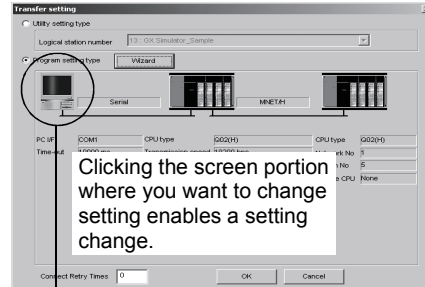 Transfer setting
Utility setting type
Logical station number 13 : GX Simulator_Sample
Program setting type Wizard
Serial MNET/H
PC I/F COM1 CPU type Q02(H) CPU type Q02(H)
Time-out 10000 ms Transmission speed 19200 bps Network No 1
No 5
CPU None
Clicking the screen portion
where you want to change
setting enables a setting
change.
Connect Retry Times 0 OK Cancel